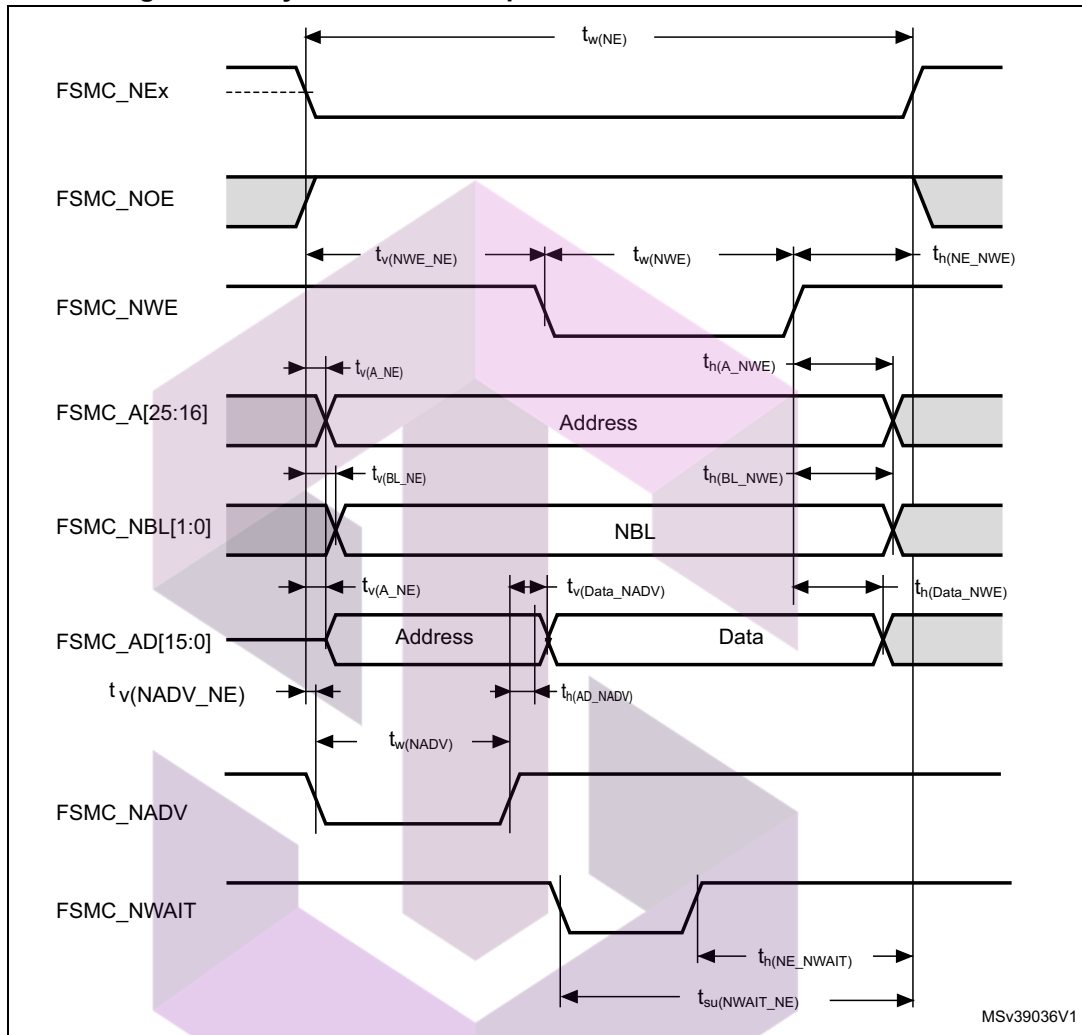 tw(NE)
FSMC_NEx
FSMC_NOE
tv(NWE_NE)
tw(NWE)
th(NE_NWE)
FSMC_NWE
tv(A_NE)
th(A_NWE)
FSMC_A[25:16]
Address
tv(BL_NE)
th(BL_NWE)
FSMC_NBL[1:0]
NBL
tv(A_NE)
tv(Data_NADV)
th(Data_NWE)
FSMC_AD[15:0]
Address
Data
t v(NADV_NE)
th(AD_NADV)
tw(NADV)
FSMC_NADV
FSMC_NWAIT
th(NE_NWAIT)
tsu(NWAIT_NE)
MSv39036V1